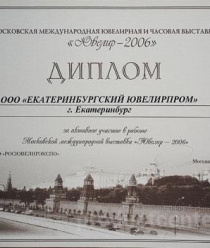 МОСКОВСКАЯ МЕЖДУНАРОДНАЯ ЮВЕЛИРНАЯ И ЧАСОВАЯ ВЫСТАВКА
«Ювелир-2006»
ДИПЛОМ
ООО «ЕКАТЕРИНБУРГСКИЙ ЮВЕЛИРПРОМ»
г. Екатеринбург
за активное участие в работе
Московской международной выставки «Ювелир – 2006»